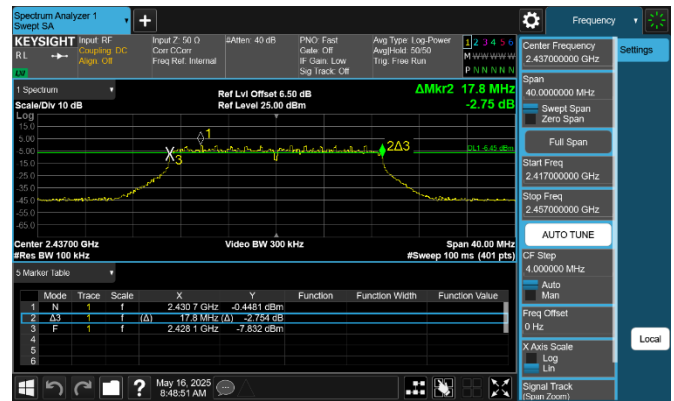 Spectrum Analyzer 1
Swept SA
+
Frequency
KEYSIGHT Input: RF Input Z: 50 Ω #Atten: 40 dB PNO: Fast Avg Type: Log-Power 1 2 3 4 5 6
RL Coupling: DC Corr CCorr Gate: Off Avg|Hold: 50/50 M W W W W W
Align: Off Freq Ref: Internal IF Gain: Low Trig: Free Run
Sig Track: Off P N N N N N
LW
Center Frequency
2.437000000 GHz
Settings
1 Spectrum
Ref Lvl Offset 6.50 dB
ΔMkr2 17.8 MHz
Scale/Div 10 dB
Ref Level 25.00 dBm
-2.75 dB
Log
15.0
5.00
-5.00
-15.0
-25.0
-35.0
-45.0
-55.0
-65.0
1
2Δ3
3
DL1 -6.45 dBm
Center 2.43700 GHz Video BW 300 kHz Span 40.00 MHz
#Res BW 100 kHz #Sweep 100 ms (401 pts)
Span
40.0000000 MHz
Swept Span
Zero Span
Full Span
Start Freq
2.417000000 GHz
Stop Freq
2.457000000 GHz
AUTO TUNE
CF Step
4.000000 MHz
Auto
Man
Freq Offset
0 Hz
X Axis Scale
Log
Lin
Signal Track
(Span Zoom)
Local
5 Marker Table
Mode Trace Scale X Y Function Function Width Function Value
1 N 1 f 2.430 7 GHz -0.4481 dBm
2 Δ3 1 f (Δ) 17.8 MHz (Δ) -2.754 dB
3 F 1 f 2.428 1 GHz -7.832 dBm
4
5
6
?
May 16, 2025
8:48:51 AM